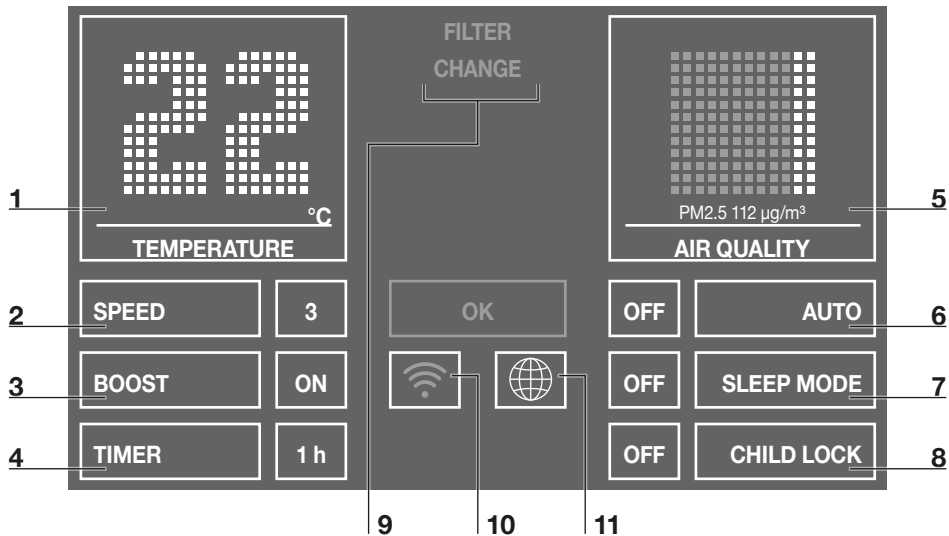 22
°C
TEMPERATURE
FILTER
CHANGE
PM2.5 112 µg/m³
AIR QUALITY
1
5
SPEED 3
OK
OFF AUTO
2
6
BOOST ON
OFF SLEEP MODE
3
7
TIMER 1 h
OFF CHILD LOCK
4
8
9 10 11